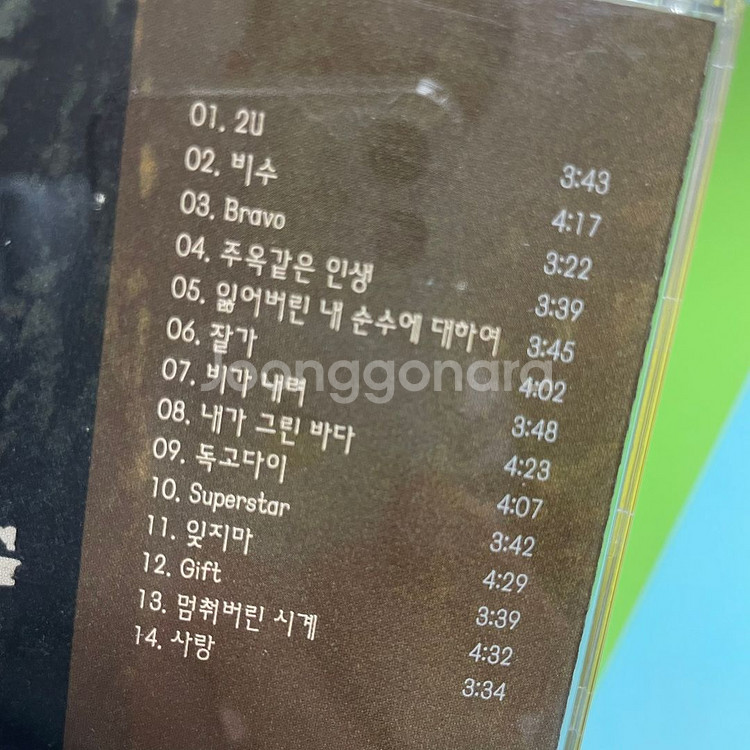 01. 2U 3:43
02. 비수 4:17
03. Bravo 3:22
04. 주옥같은 인생 3:39
05. 잃어버린 내 순수에 대하여 3:45
06. 잘가 4:02
07. 비가 내려 3:48
08. 내가 그린 바다 4:23
09. 독고다이 4:07
10. Superstar 3:42
11. 잊지마 4:29
12. Gift 3:39
13. 멈춰버린 시계 4:32
14. 사랑 3:34
Joonggonara